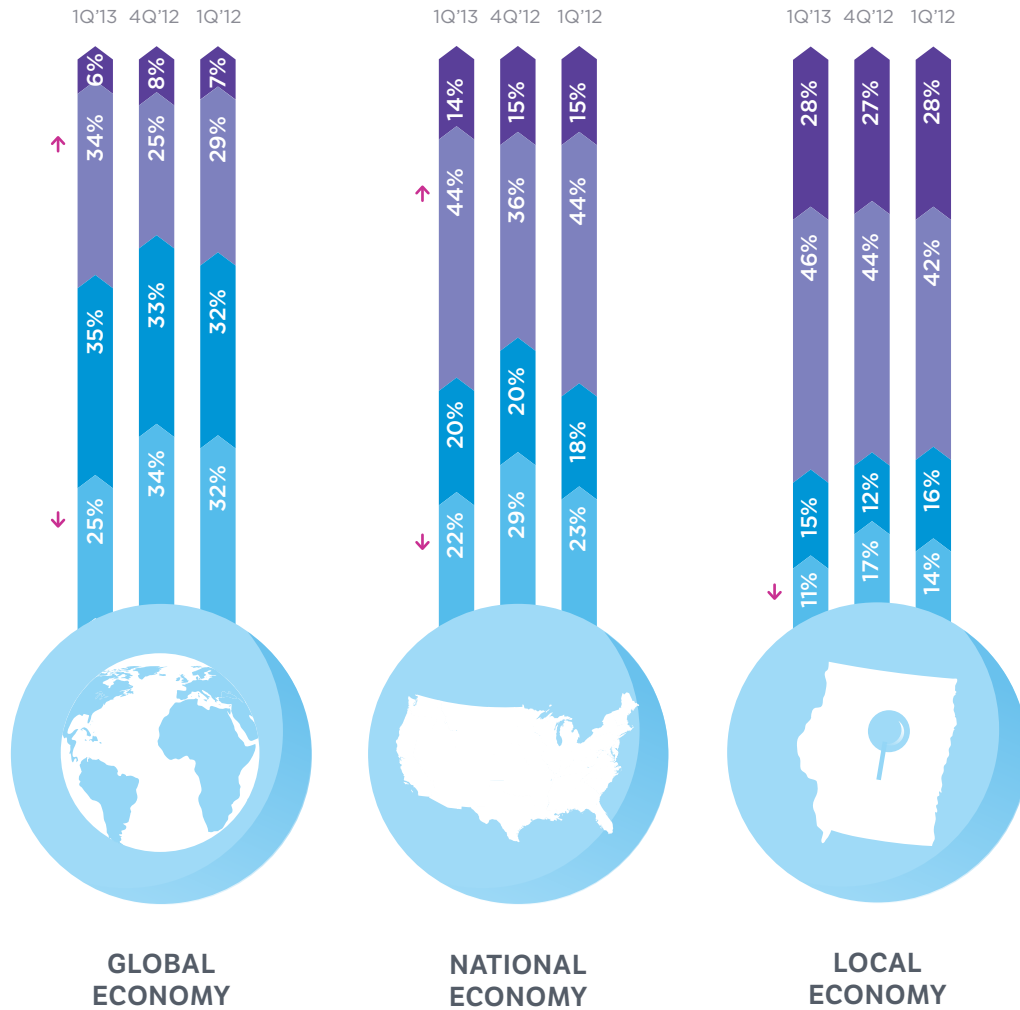 1Q'13 4Q'12 1Q'12
6% 8% 7%
34% 25% 29%
35% 33% 32%
25% 34% 32%
GLOBAL
ECONOMY
1Q'13 4Q'12 1Q'12
14% 15% 15%
44% 36% 44%
20% 20% 18%
22% 29% 23%
NATIONAL
ECONOMY
1Q'13 4Q'12 1Q'12
28% 27% 28%
46% 44% 42%
15% 12% 16%
11% 17% 14%
LOCAL
ECONOMY